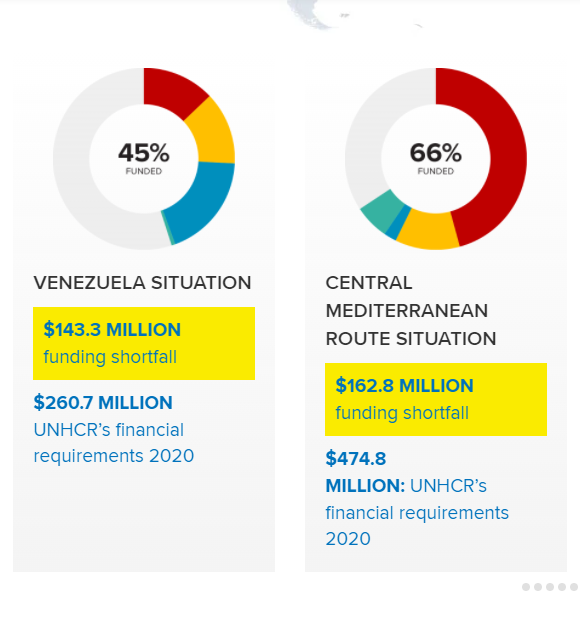 45%
FUNDED
VENEZUELA SITUATION
$143.3 MILLION
funding shortfall
$260.7 MILLION
UNHCR’s financial
requirements 2020
66%
FUNDED
CENTRAL
MEDITERRANEAN
ROUTE SITUATION
$162.8 MILLION
funding shortfall
$474.8
MILLION: UNHCR’s
financial requirements
2020